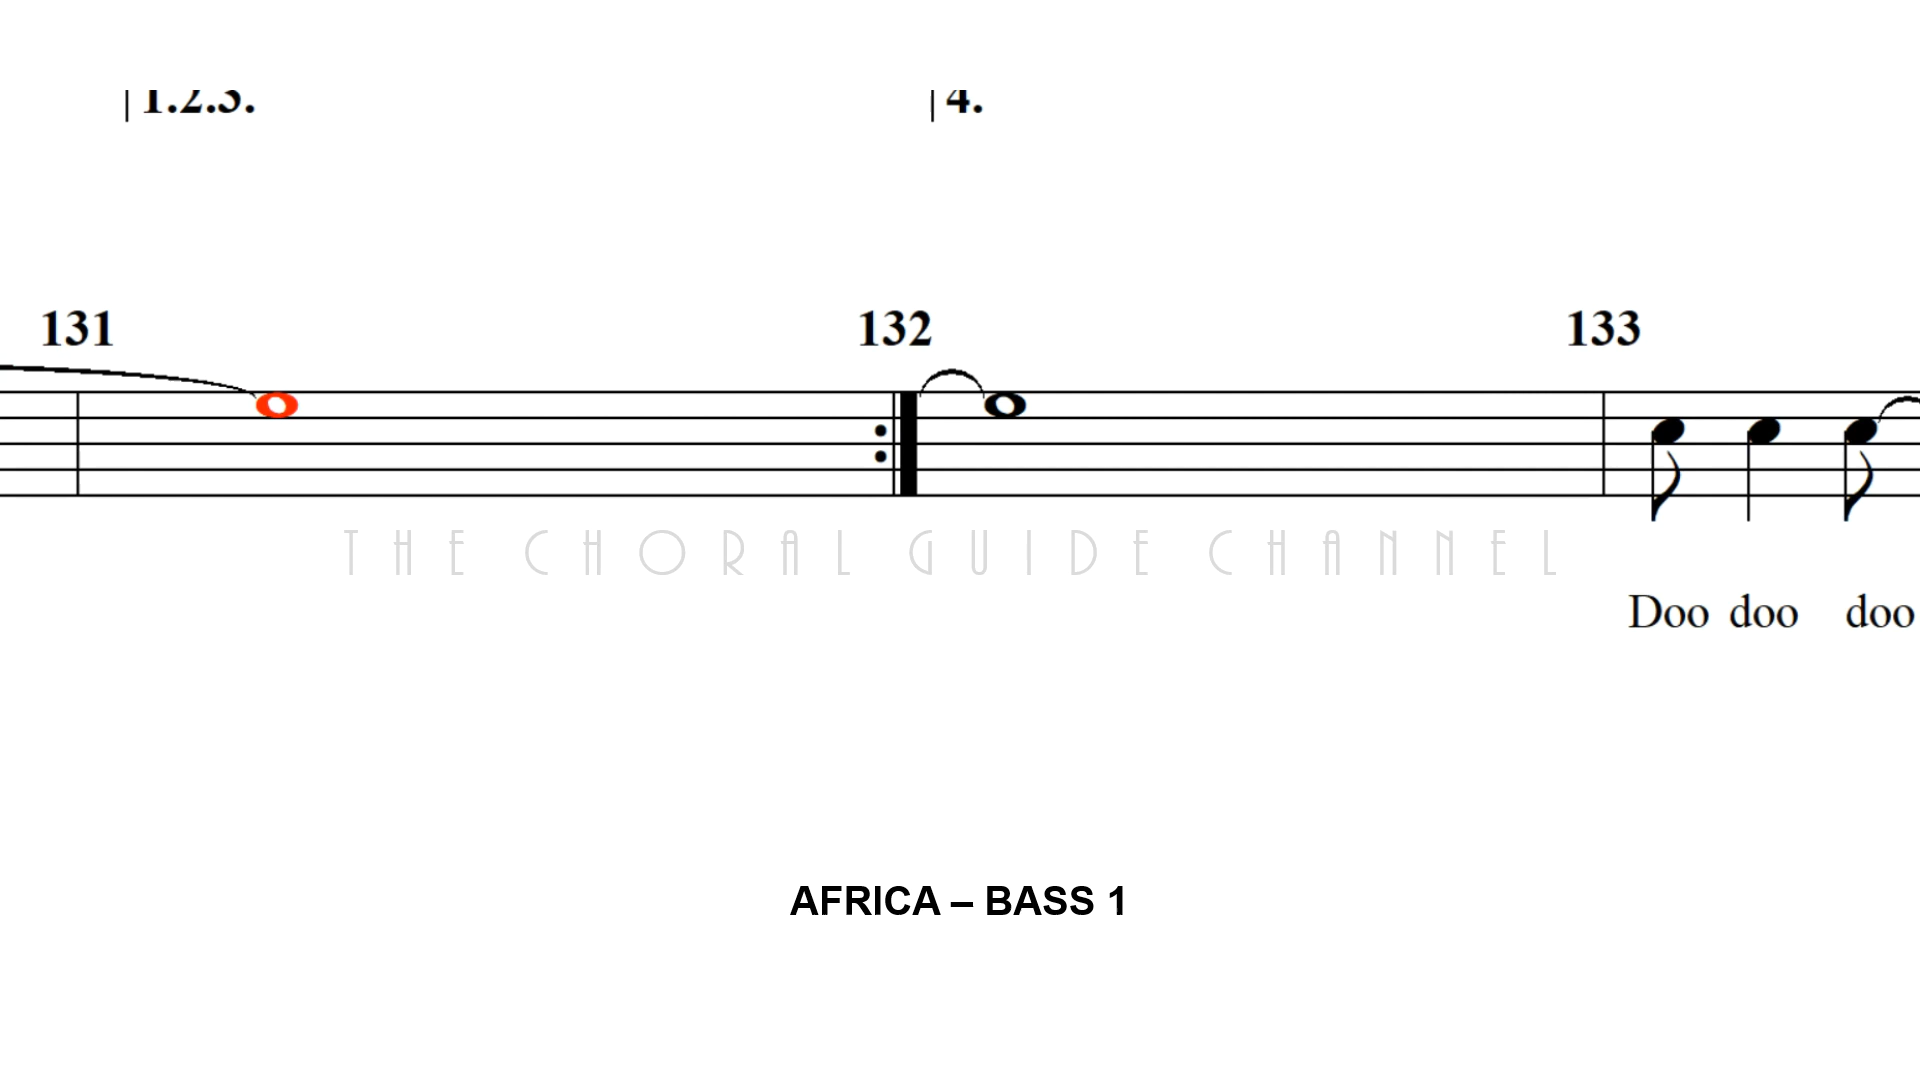 1.2.3. 4.
131 132 133
THE CHORAL GUIDE CHANNEL
Doo doo doo
AFRICA – BASS 1